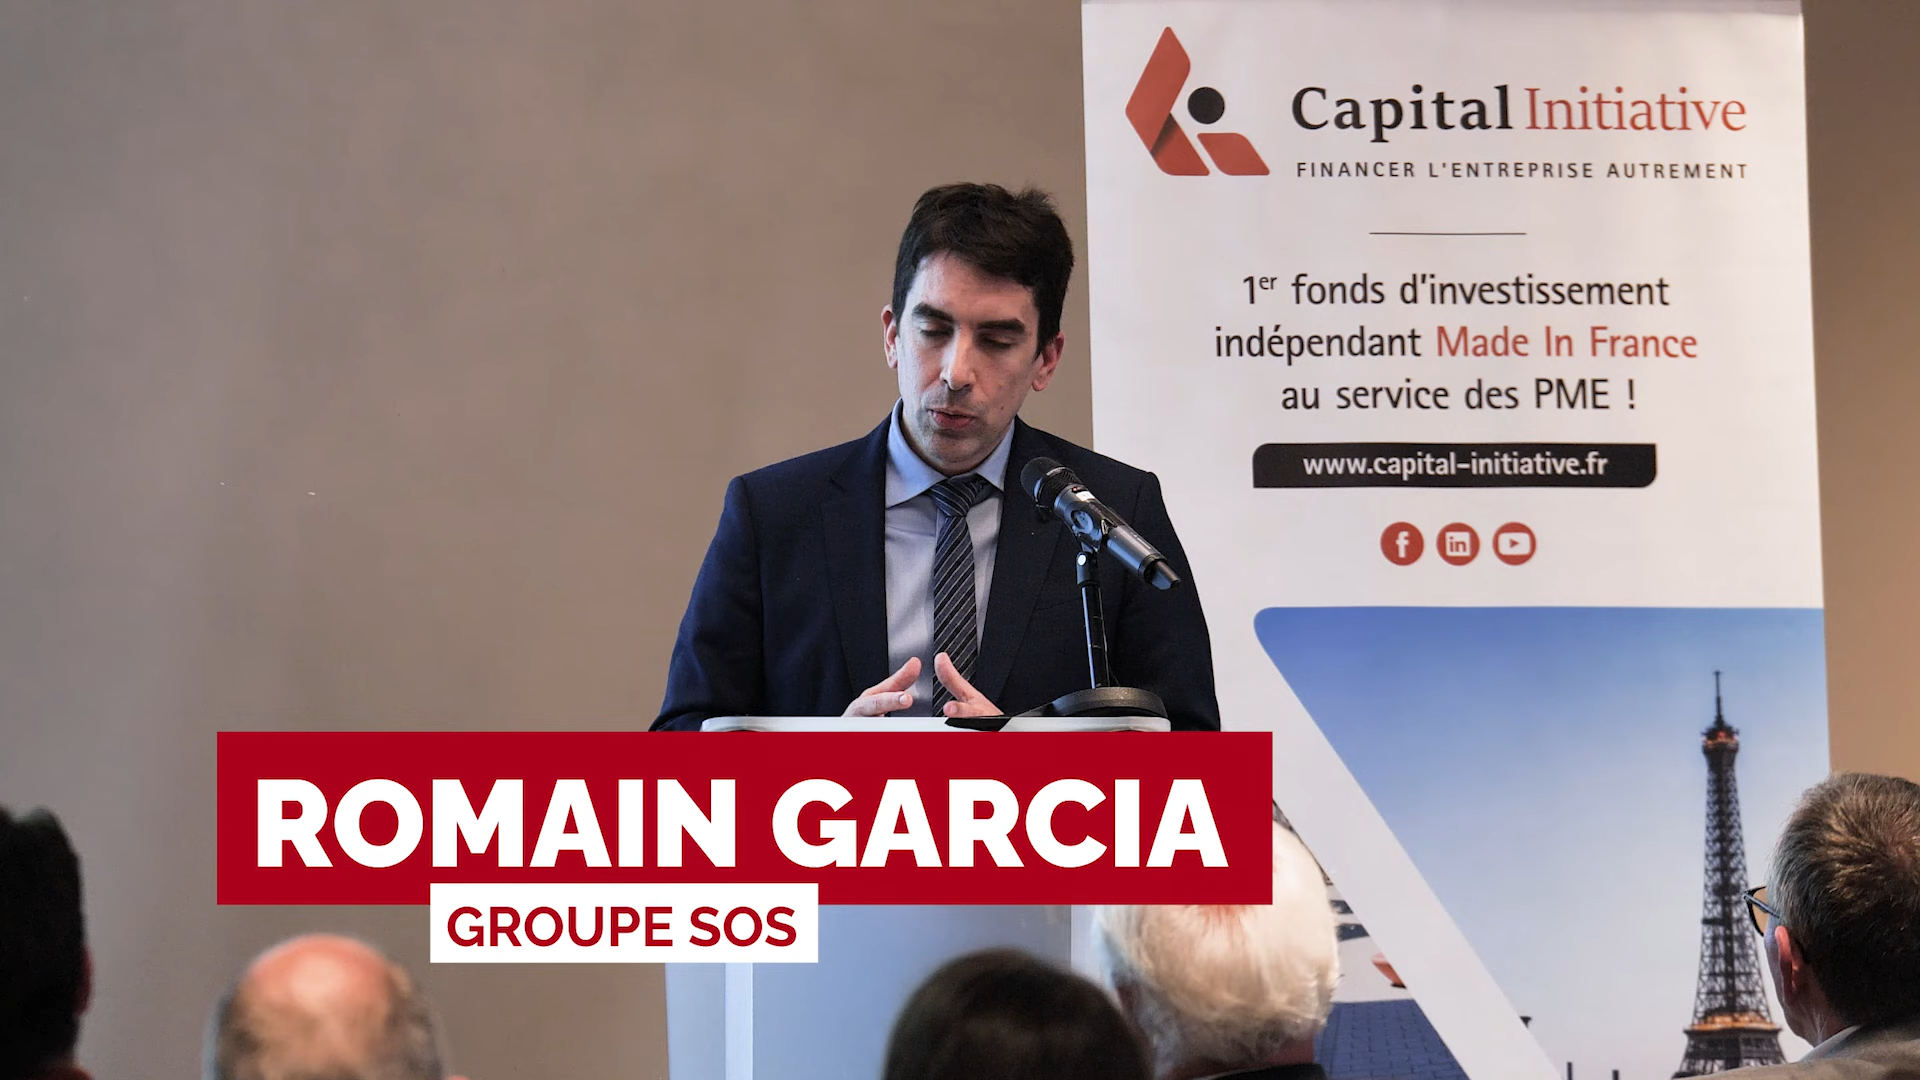 Capital Initiative
FINANCER L'ENTREPRISE AUTREMENT
1er fonds d'investissement
indépendant Made In France
au service des PME !
www.capital-initiative.fr
f in
ROMAIN GARCIA
GROUPE SOS